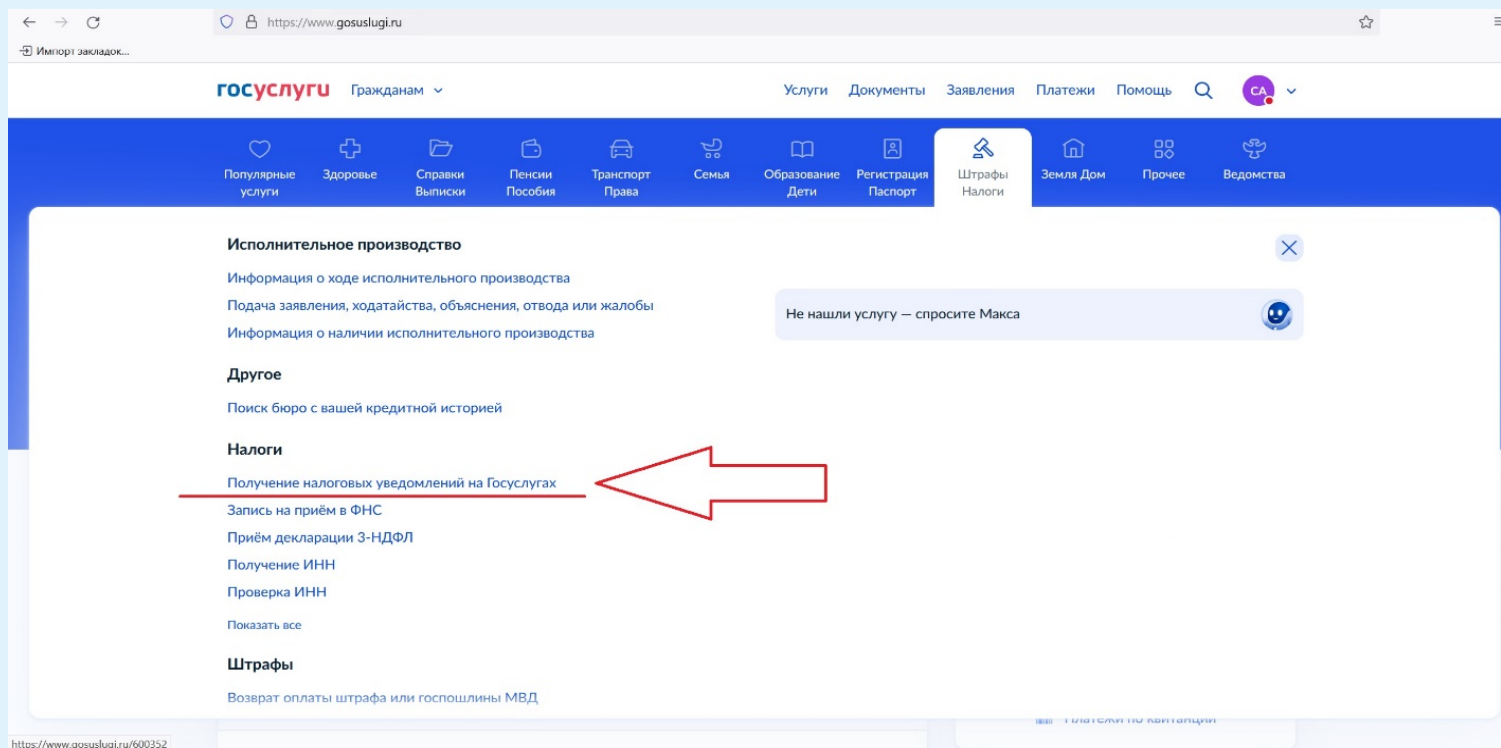 https://www.gosuslugi.ru
Импорт закладок...
госуслуги Гражданам Услуги Документы Заявления Платежи Помощь СА
Популярные услуги
Здоровье
Справки Выписки
Пенсии Пособия
Транспорт Права
Семья
Образование Дети
Регистрация Паспорт
Штрафы Налоги
Земля Дом
Прочее
Ведомства
Исполнительное производство
Информация о ходе исполнительного производства
Подача заявления, ходатайства, объяснения, отвода или жалобы
Информация о наличии исполнительного производства
Не нашли услугу — спросите Макса
Другое
Поиск бюро с вашей кредитной историей
Налоги
Получение налоговых уведомлений на Госуслугах
Запись на приём в ФНС
Приём декларации 3-НДФЛ
Получение ИНН
Проверка ИНН
Показать все
Штрафы
Возврат оплаты штрафа или госпошлины МВД
Платежи по квитанции
https://www.gosuslugi.ru/600352